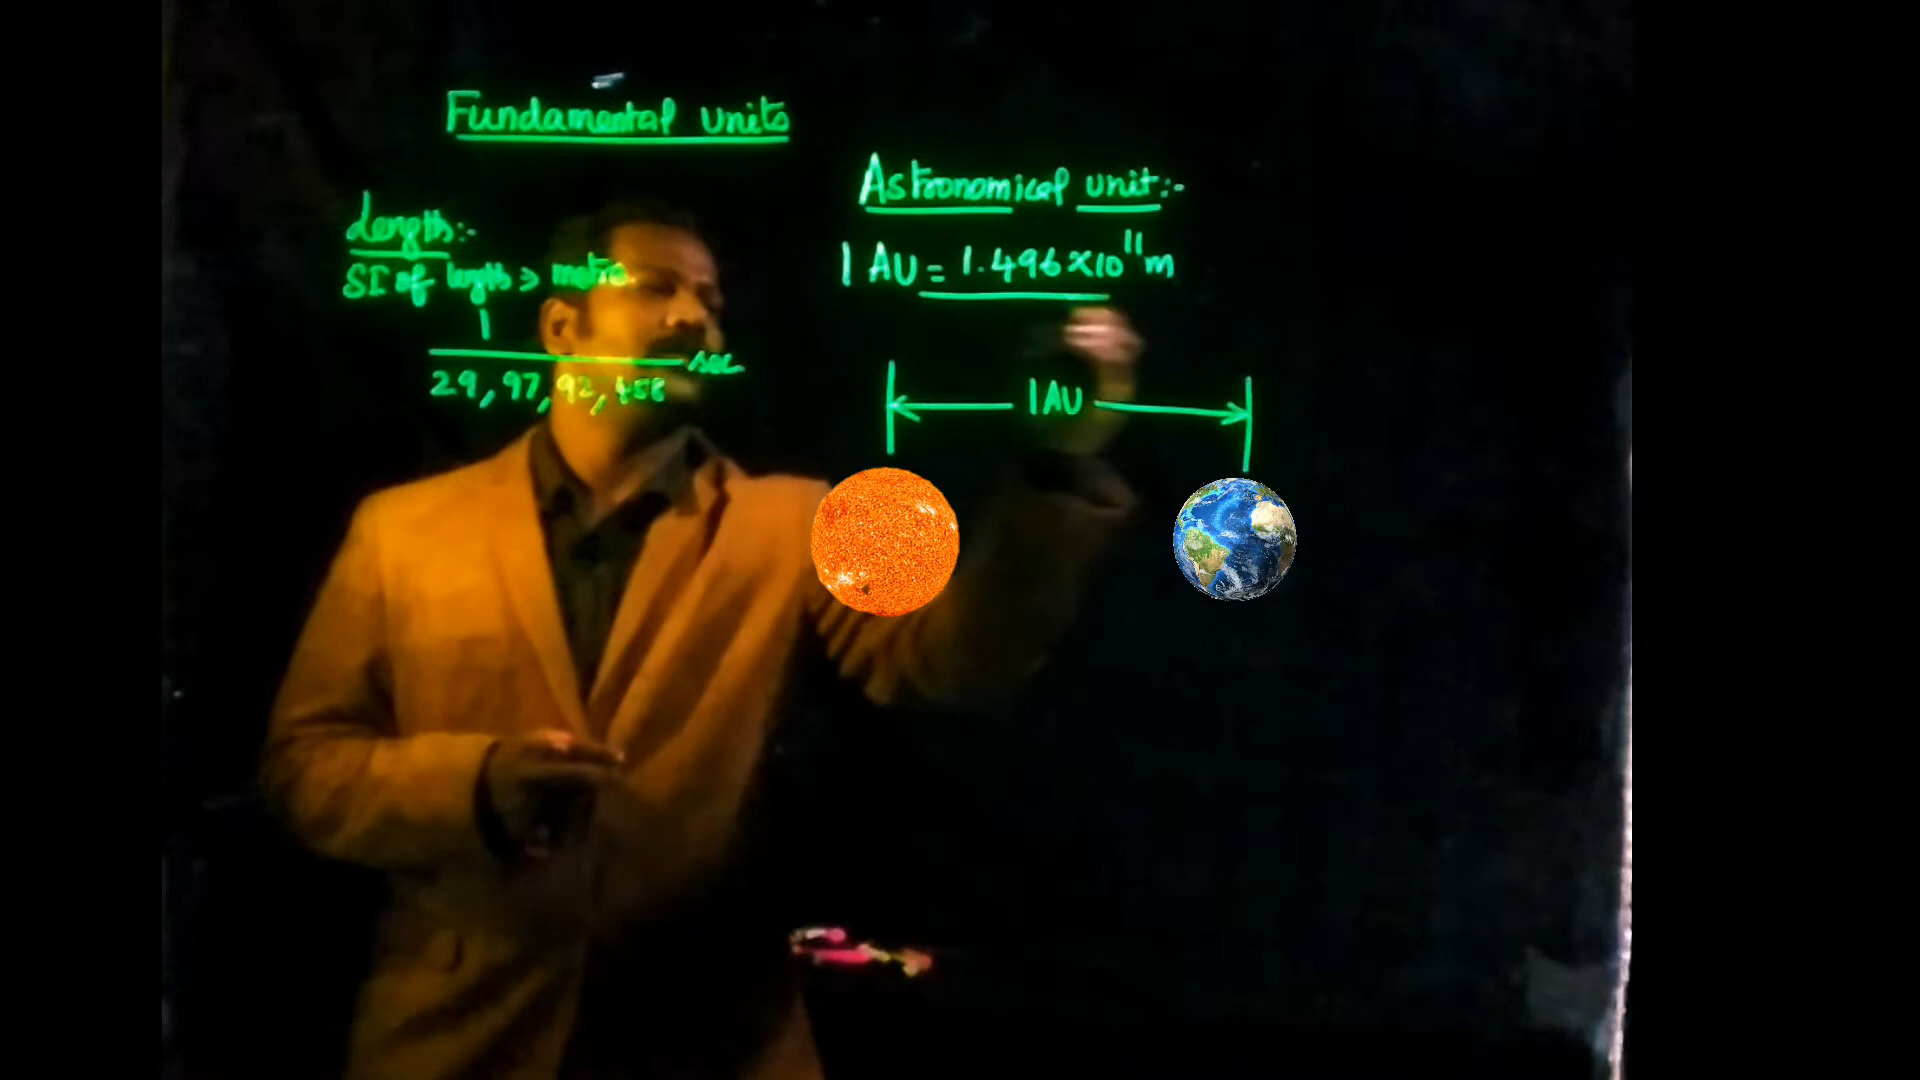 Fundamental units
Length:-
SI of length → metre
1
29,97,92,458 sec
Astronomical unit:-
1 AU = 1.496×10¹¹m
1AU